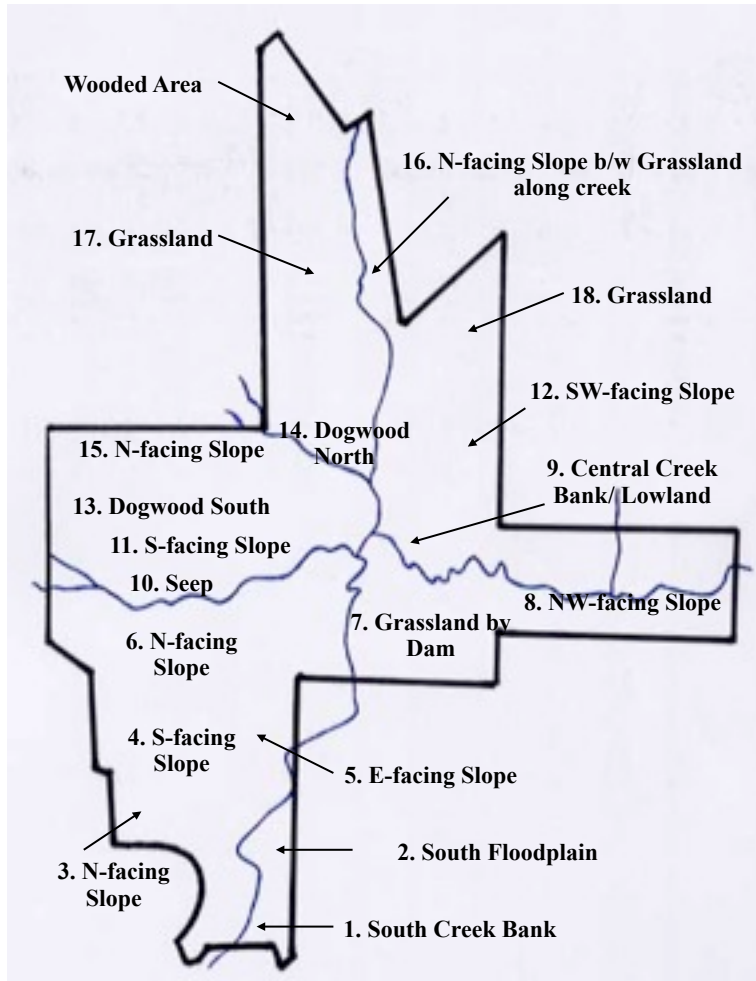 Wooded Area
16. N-facing Slope b/w Grassland
along creek
17. Grassland
18. Grassland
12. SW-facing Slope
14. Dogwood
North
15. N-facing Slope
9. Central Creek
Bank/ Lowland
13. Dogwood South
11. S-facing Slope
10. Seep
8. NW-facing Slope
7. Grassland by
Dam
6. N-facing
Slope
4. S-facing
Slope
5. E-facing Slope
2. South Floodplain
3. N-facing
Slope
1. South Creek Bank